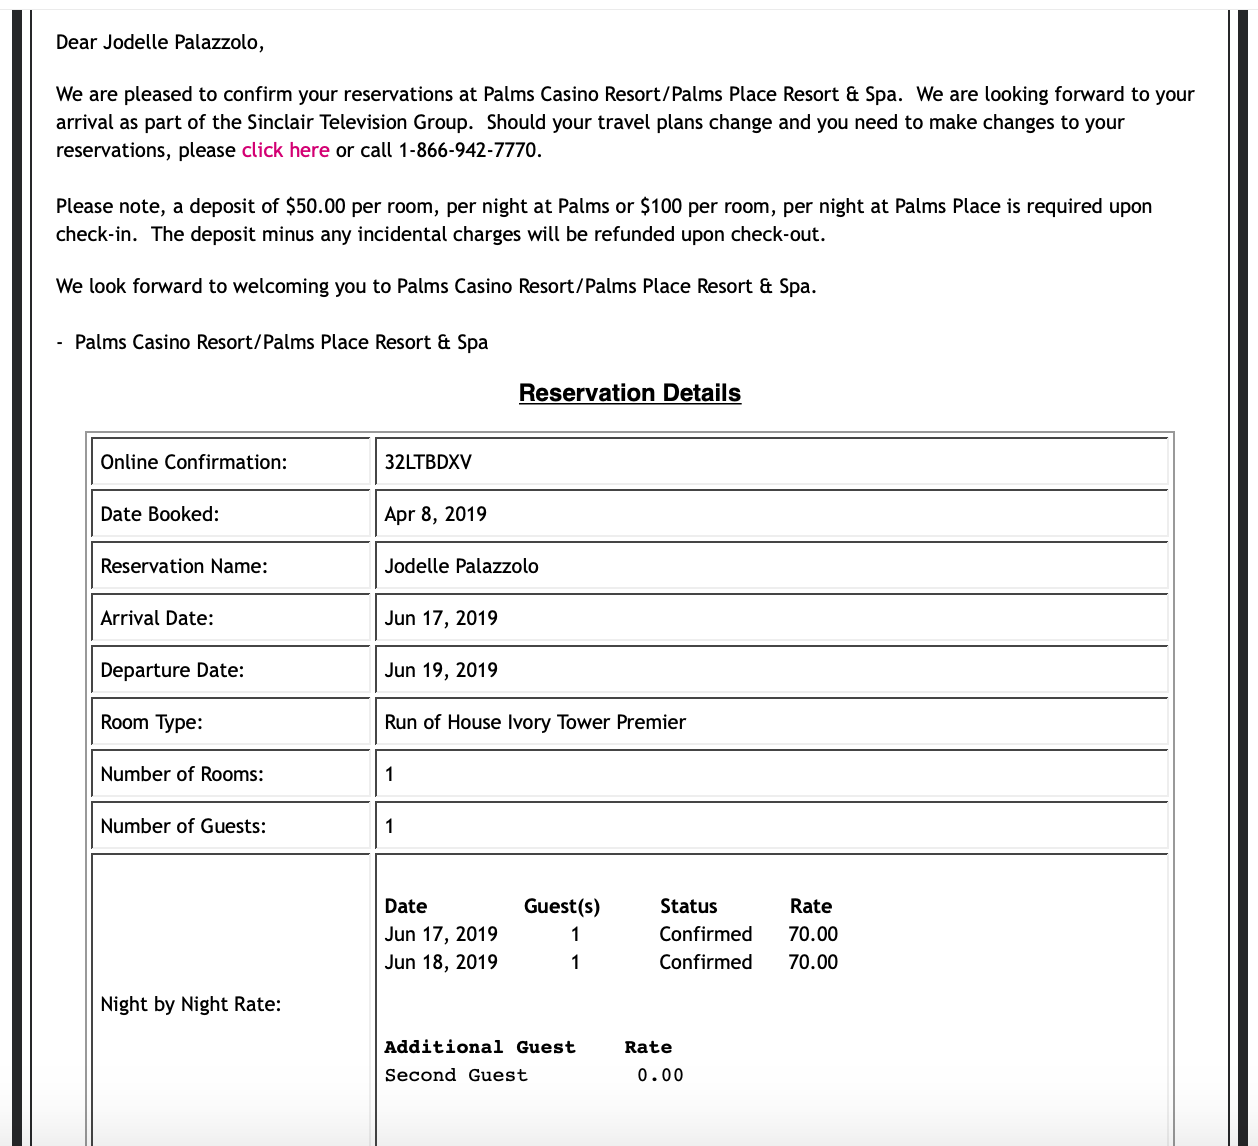 Dear Jodelle Palazzolo,
We are pleased to confirm your reservations at Palms Casino Resort/Palms Place Resort & Spa.  We are looking forward to your
arrival as part of the Sinclair Television Group.  Should your travel plans change and you need to make changes to your
reservations, please click here or call 1-866-942-7770.
Please note, a deposit of $50.00 per room, per night at Palms or $100 per room, per night at Palms Place is required upon
check-in.  The deposit minus any incidental charges will be refunded upon check-out.
We look forward to welcoming you to Palms Casino Resort/Palms Place Resort & Spa.
-  Palms Casino Resort/Palms Place Resort & Spa
Reservation Details
Online Confirmation: 32LTBDXV
Date Booked: Apr 8, 2019
Reservation Name: Jodelle Palazzolo
Arrival Date: Jun 17, 2019
Departure Date: Jun 19, 2019
Room Type: Run of House Ivory Tower Premier
Number of Rooms: 1
Number of Guests: 1
Night by Night Rate:
Date Guest(s) Status Rate
Jun 17, 2019 1 Confirmed 70.00
Jun 18, 2019 1 Confirmed 70.00
Additional Guest Rate
Second Guest 0.00